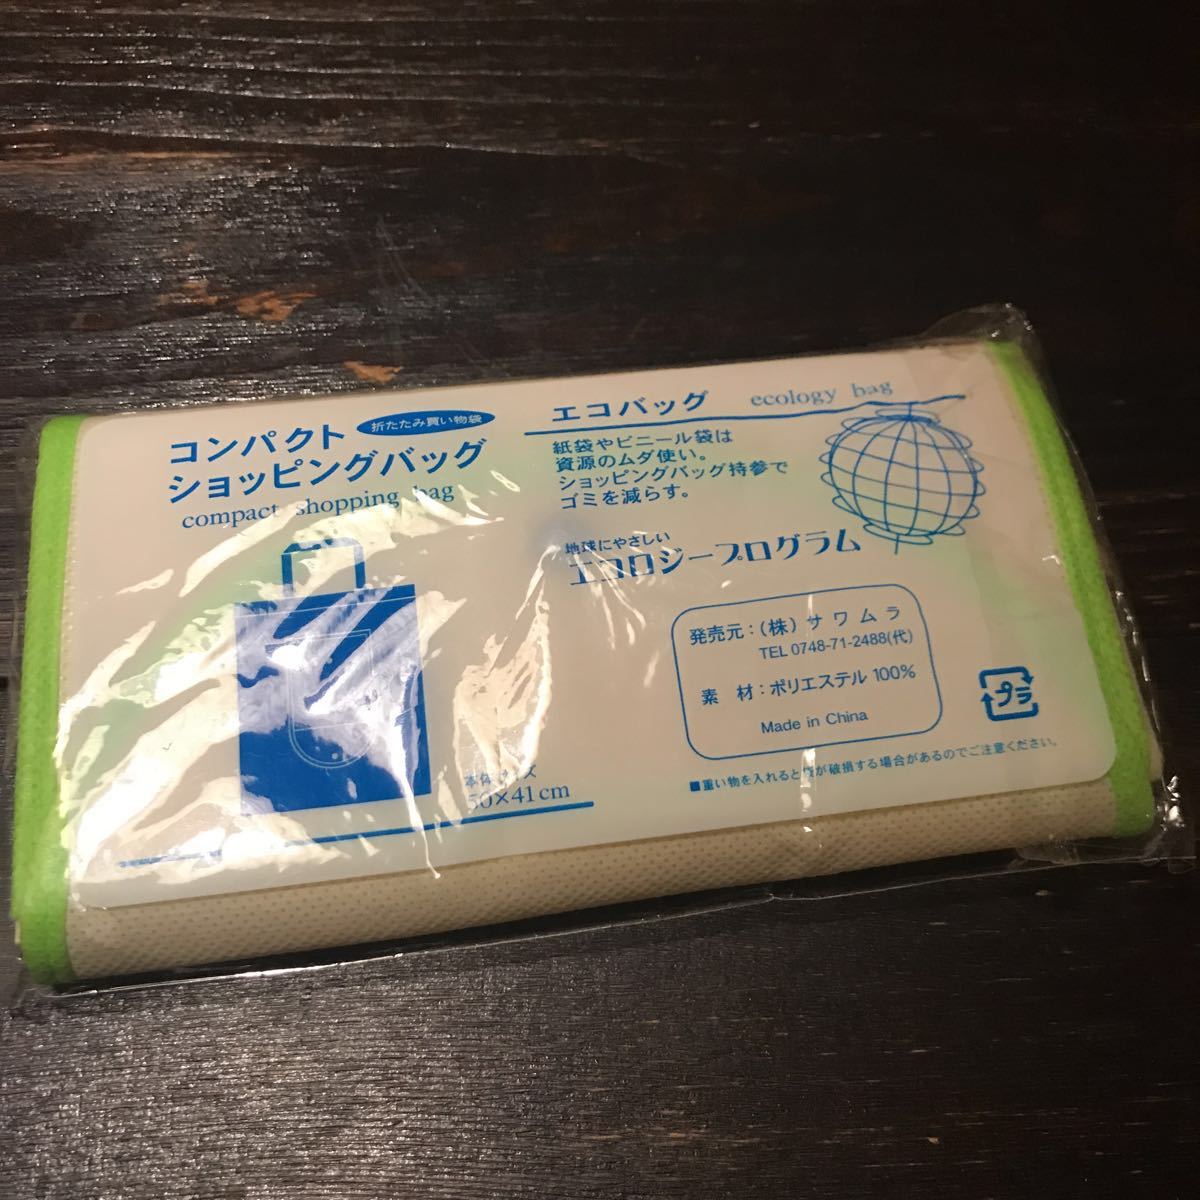 コンパクト
折たたみ買い物袋
ショッピングバッグ
compact shopping bag
本体サイズ
50×41cm
エコバッグ ecology bag
紙袋やビニール袋は
資源のムダ使い。
ショッピングバッグ持参で
ゴミを減らす。
地球にやさしい
エコロジープログラム
発売元：（株）サワムラ
TEL 0748-71-2488(代)
素　材：ポリエステル 100%
Made in China
プラ
■重い物を入れると袋が破損する場合があるのでご注意ください。